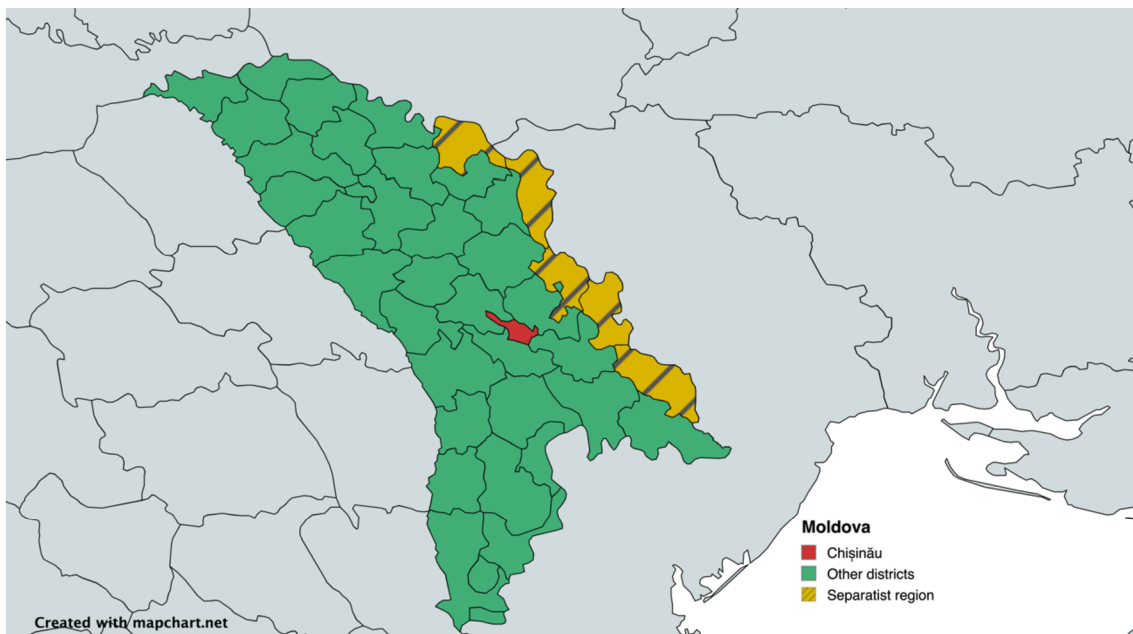 Moldova
Chișinău
Other districts
Separatist region
Created with mapchart.net